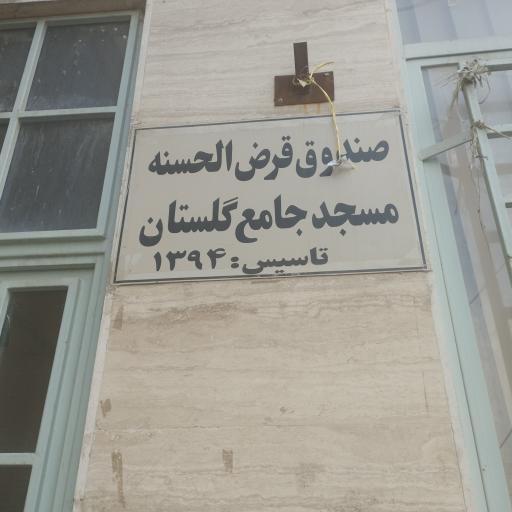 صندوق قرض الحسنه
مسجد جامع گلستان
تاسیس: ۱۳۹۴